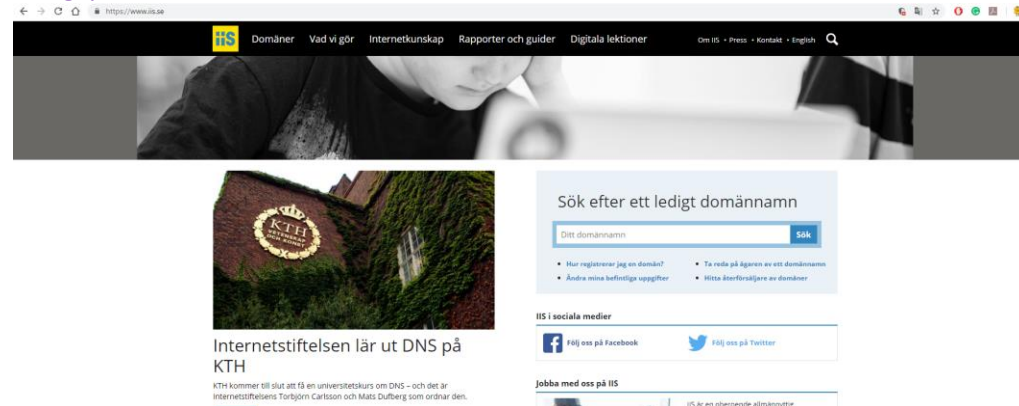 https://www.iis.se
iis Domäner Vad vi gör Internetkunskap Rapporter och guider Digitala lektioner Om IIS • Press • Kontakt • English
KTH
VETENSKAP
OCH KONST
Internetstiftelsen lär ut DNS på
KTH
KTH kommer till slut att få en universitetskurs om DNS – och det är
Internetstiftelsens Torbjörn Carlsson och Mats Dufberg som ordnar den.
Sök efter ett ledigt domännamn
Ditt domännamn Sök
• Hur registrerar jag en domän? • Ta reda på ägaren av ett domännamn
• Ändra mina befintliga uppgifter • Hitta återförsäljare av domäner
IIS i sociala medier
Följ oss på Facebook Följ oss på Twitter
Jobba med oss på IIS
IIS är en oberoende allmännyttig